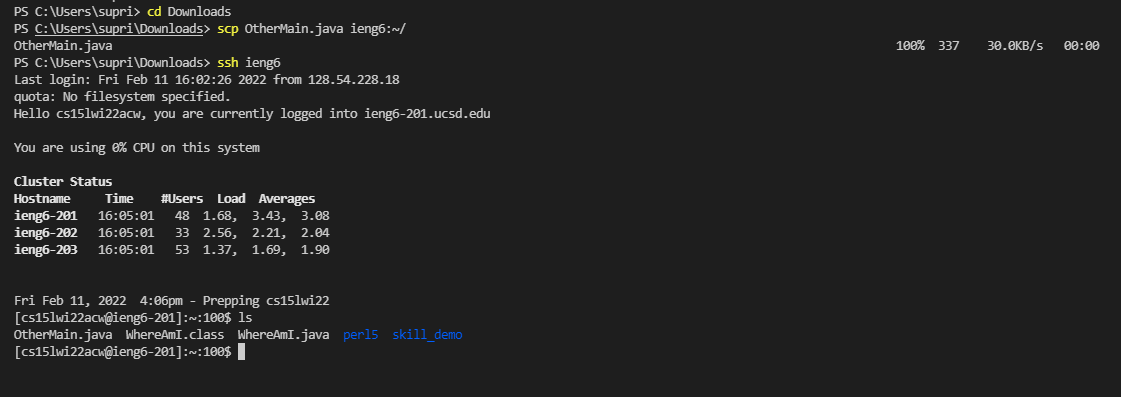 PS C:\Users\supri> cd Downloads
PS C:\Users\supri\Downloads> scp OtherMain.java ieng6:~/
OtherMain.java 100% 337 30.0KB/s 00:00
PS C:\Users\supri\Downloads> ssh ieng6
Last login: Fri Feb 11 16:02:26 2022 from 128.54.228.18
quota: No filesystem specified.
Hello cs15lwi22acw, you are currently logged into ieng6-201.ucsd.edu
You are using 0% CPU on this system
Cluster Status
Hostname Time #Users Load Averages
ieng6-201 16:05:01 48 1.68, 3.43, 3.08
ieng6-202 16:05:01 33 2.56, 2.21, 2.04
ieng6-203 16:05:01 53 1.37, 1.69, 1.90
Fri Feb 11, 2022 4:06pm - Prepping cs15lwi22
[cs15lwi22acw@ieng6-201]:~:100$ ls
OtherMain.java WhereAmI.class WhereAmI.java perl5 skill_demo
[cs15lwi22acw@ieng6-201]:~:100$